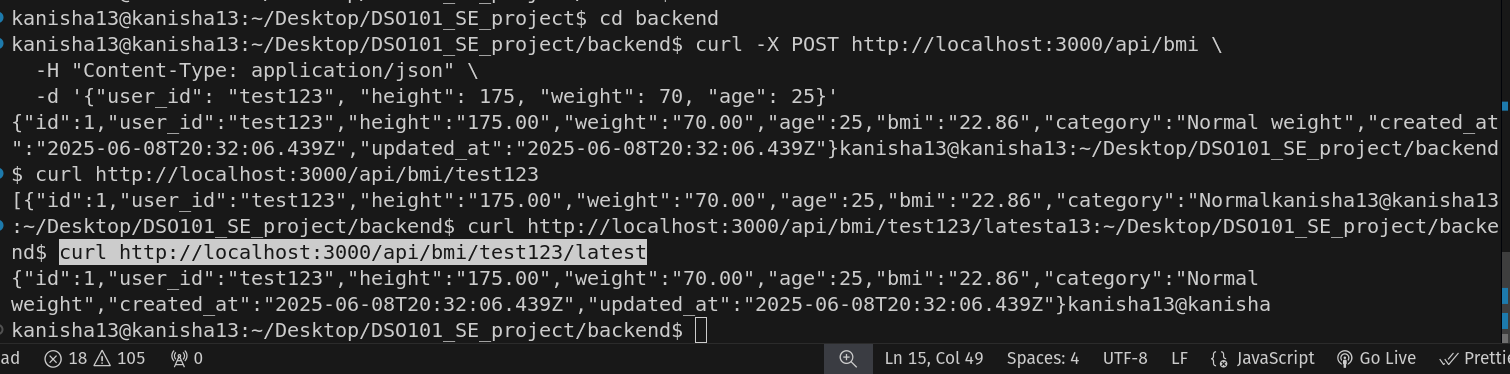 kanisha13@kanisha13:~/Desktop/DSO101_SE_project$ cd backend
kanisha13@kanisha13:~/Desktop/DSO101_SE_project/backend$ curl -X POST http://localhost:3000/api/bmi \
  -H "Content-Type: application/json" \
  -d '{"user_id": "test123", "height": 175, "weight": 70, "age": 25}'
{"id":1,"user_id":"test123","height":"175.00","weight":"70.00","age":25,"bmi":"22.86","category":"Normal weight","created_at
":"2025-06-08T20:32:06.439Z","updated_at":"2025-06-08T20:32:06.439Z"}kanisha13@kanisha13:~/Desktop/DSO101_SE_project/backend
$ curl http://localhost:3000/api/bmi/test123
[{"id":1,"user_id":"test123","height":"175.00","weight":"70.00","age":25,"bmi":"22.86","category":"Normalkanisha13@kanisha13
:~/Desktop/DSO101_SE_project/backend$ curl http://localhost:3000/api/bmi/test123/latesta13:~/Desktop/DSO101_SE_project/backe
nd$ curl http://localhost:3000/api/bmi/test123/latest
{"id":1,"user_id":"test123","height":"175.00","weight":"70.00","age":25,"bmi":"22.86","category":"Normal
weight","created_at":"2025-06-08T20:32:06.439Z","updated_at":"2025-06-08T20:32:06.439Z"}kanisha13@kanisha
kanisha13@kanisha13:~/Desktop/DSO101_SE_project/backend$
ad 18 105 0 Ln 15, Col 49 Spaces: 4 UTF-8 LF JavaScript Go Live Prettie